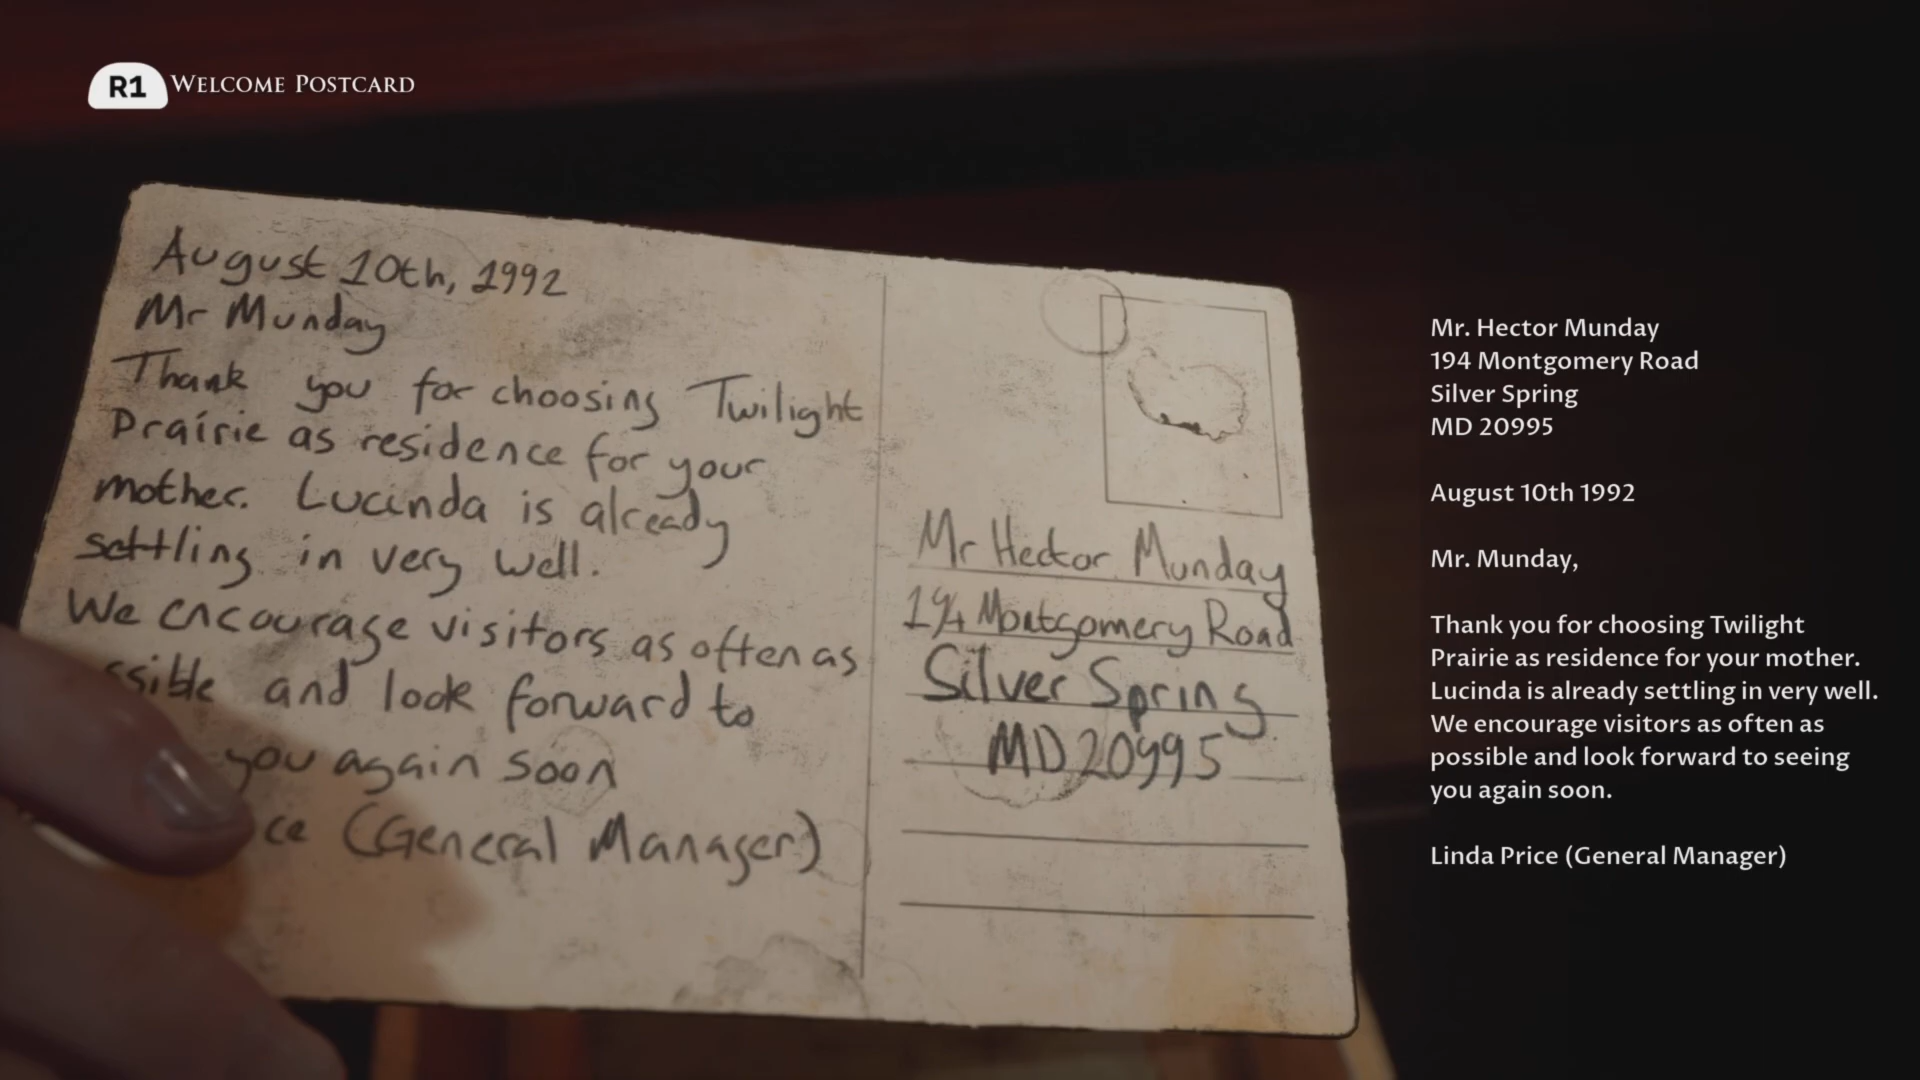 R1 WELCOME POSTCARD
August 10th, 1992
Mr Munday
Thank you for choosing Twilight
Prairie as residence for your
mother. Lucinda is already
settling in very well.
We encourage visitors as often as
ssible and look forward to
you again soon
ce (General Manager)
Mr Hector Munday
194 Montgomery Road
Silver Spring
MD 20995
Mr. Hector Munday
194 Montgomery Road
Silver Spring
MD 20995
August 10th 1992
Mr. Munday,
Thank you for choosing Twilight
Prairie as residence for your mother.
Lucinda is already settling in very well.
We encourage visitors as often as
possible and look forward to seeing
you again soon.
Linda Price (General Manager)